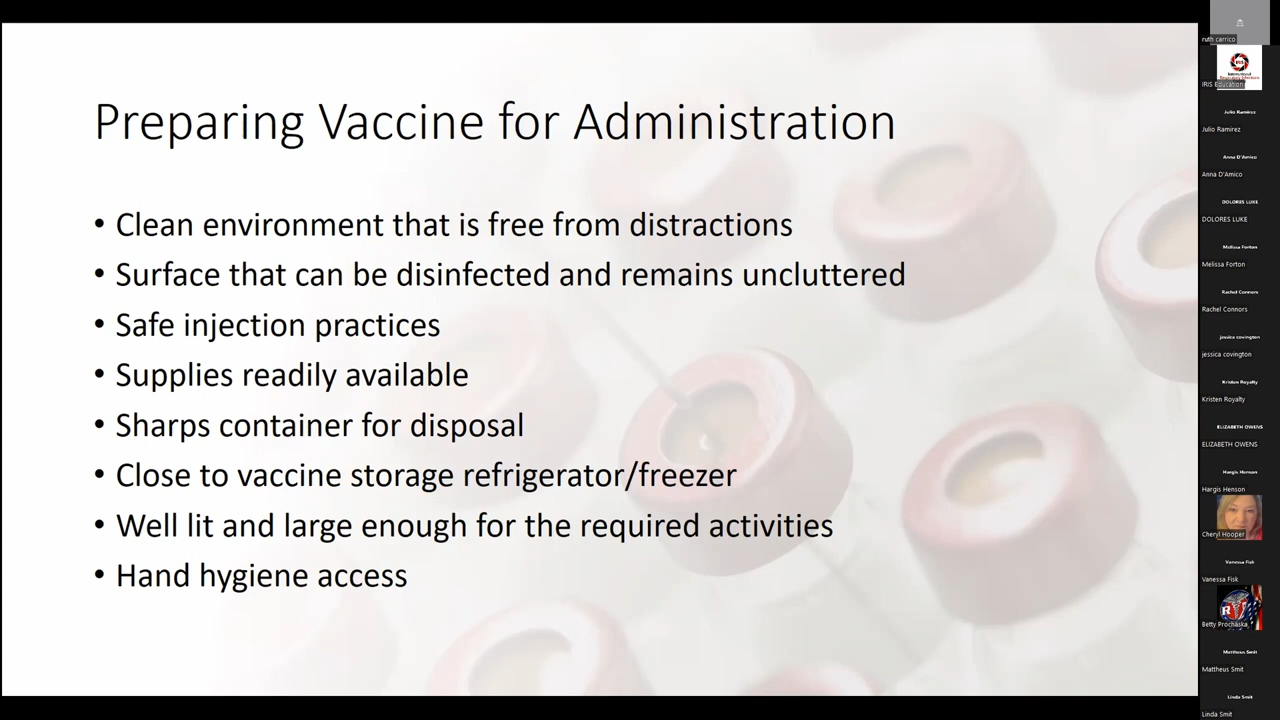 Preparing Vaccine for Administration
• Clean environment that is free from distractions
• Surface that can be disinfected and remains uncluttered
• Safe injection practices
• Supplies readily available
• Sharps container for disposal
• Close to vaccine storage refrigerator/freezer
• Well lit and large enough for the required activities
• Hand hygiene access
ruth carrico
IRIS
IRIS Education
Julio Ramirez
Julio Ramirez
Anna D'Amico
Anna D'Amico
DOLORES LUKE
DOLORES LUKE
Melissa Forton
Melissa Forton
Rachel Connors
Rachel Connors
jessica covington
jessica covington
Kristen Royalty
Kristen Royalty
ELIZABETH OWENS
ELIZABETH OWENS
Hargis Henson
Hargis Henson
Cheryl Hooper
Vanessa Fisk
Vanessa Fisk
Betty Prochaska
Mattheus Smit
Mattheus Smit
Linda Smit
Linda Smit